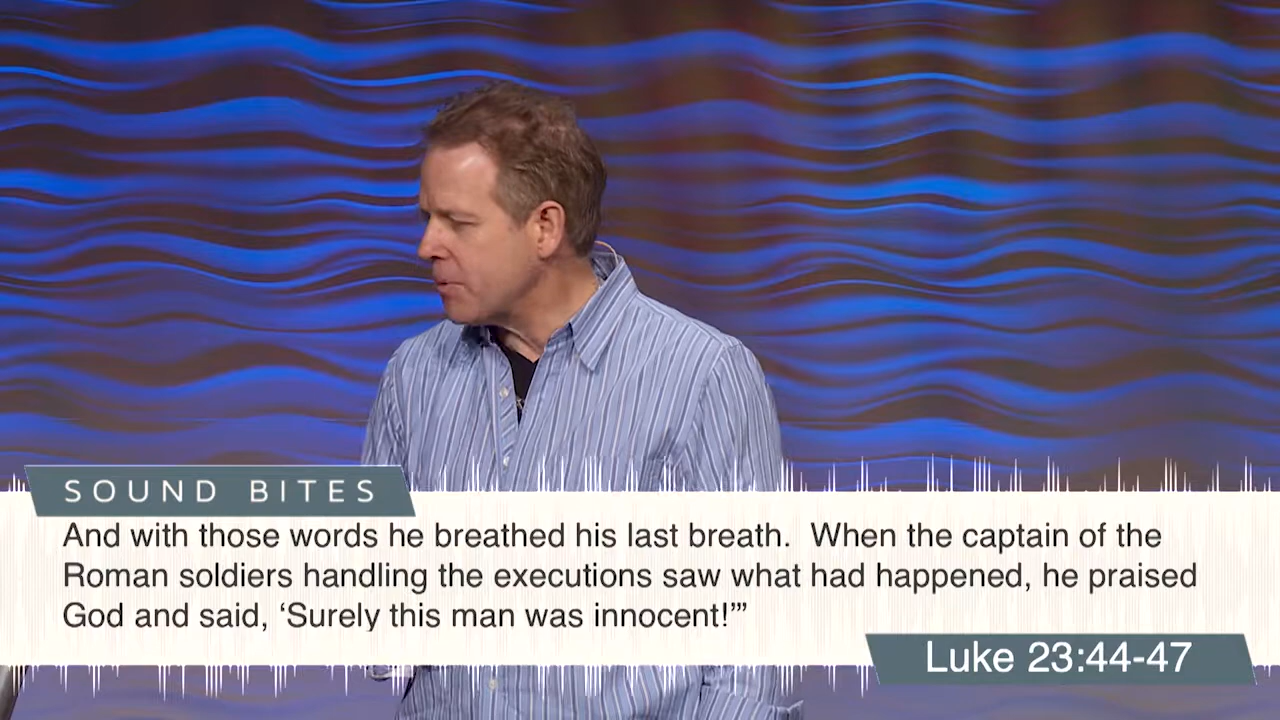 SOUND BITES
And with those words he breathed his last breath.  When the captain of the
Roman soldiers handling the executions saw what had happened, he praised
God and said, ‘Surely this man was innocent!’”
Luke 23:44-47